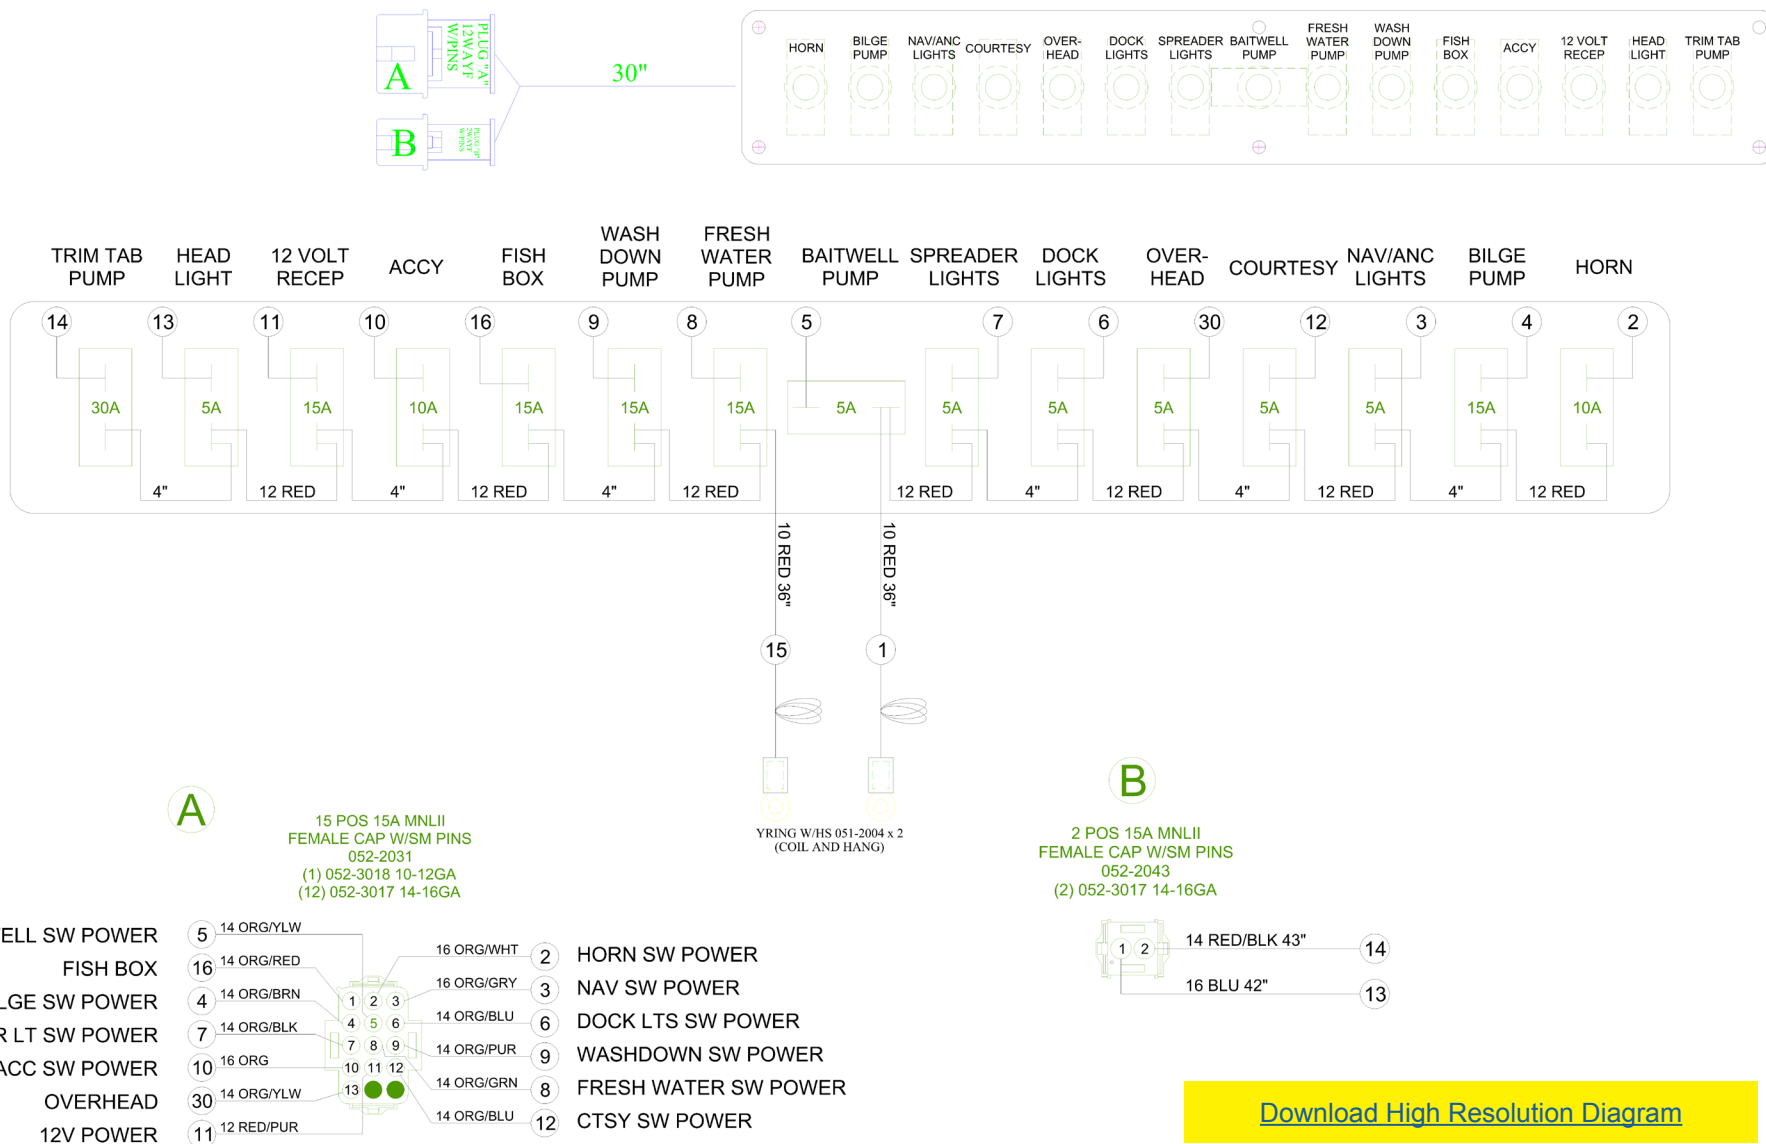 PLUG "A"
12WAYF
W/PINS
A
30"
PLUG "B"
2WAYF
W/PINS
B
HORN
BILGE
PUMP
NAV/ANC
LIGHTS
COURTESY
OVER-
HEAD
DOCK
LIGHTS
SPREADER
LIGHTS
BAITWELL
PUMP
FRESH
WATER
PUMP
WASH
DOWN
PUMP
FISH
BOX
ACCY
12 VOLT
RECEP
HEAD
LIGHT
TRIM TAB
PUMP
TRIM TAB
PUMP
HEAD
LIGHT
12 VOLT
RECEP
ACCY
FISH
BOX
WASH
DOWN
PUMP
FRESH
WATER
PUMP
BAITWELL
PUMP
SPREADER
LIGHTS
DOCK
LIGHTS
OVER-
HEAD
COURTESY
NAV/ANC
LIGHTS
BILGE
PUMP
HORN
14 13 11 10 16 9 8 5 7 6 30 12 3 4 2
30A 5A 15A 10A 15A 15A 15A 5A 5A 5A 5A 5A 5A 15A 10A
4" 12 RED 4" 12 RED 4" 12 RED 12 RED 4" 12 RED 4" 12 RED 4" 12 RED
10 RED 36"
10 RED 36"
15
1
YRING W/HS 051-2004 x 2
(COIL AND HANG)
A
15 POS 15A MNLII
FEMALE CAP W/SM PINS
052-2031
(1) 052-3018 10-12GA
(12) 052-3017 14-16GA
ELL SW POWER 5 14 ORG/YLW
FISH BOX 16 14 ORG/RED
LGE SW POWER 4 14 ORG/BRN
R LT SW POWER 7 14 ORG/BLK
ACC SW POWER 10 16 ORG
OVERHEAD 30 14 ORG/YLW
12V POWER 11 12 RED/PUR
1 2 3
4 5 6
7 8 9
10 11 12
13
16 ORG/WHT 2 HORN SW POWER
16 ORG/GRY 3 NAV SW POWER
14 ORG/BLU 6 DOCK LTS SW POWER
14 ORG/PUR 9 WASHDOWN SW POWER
14 ORG/GRN 8 FRESH WATER SW POWER
14 ORG/BLU 12 CTSY SW POWER
B
2 POS 15A MNLII
FEMALE CAP W/SM PINS
052-2043
(2) 052-3017 14-16GA
1 2
14 RED/BLK 43" 14
16 BLU 42" 13
Download High Resolution Diagram